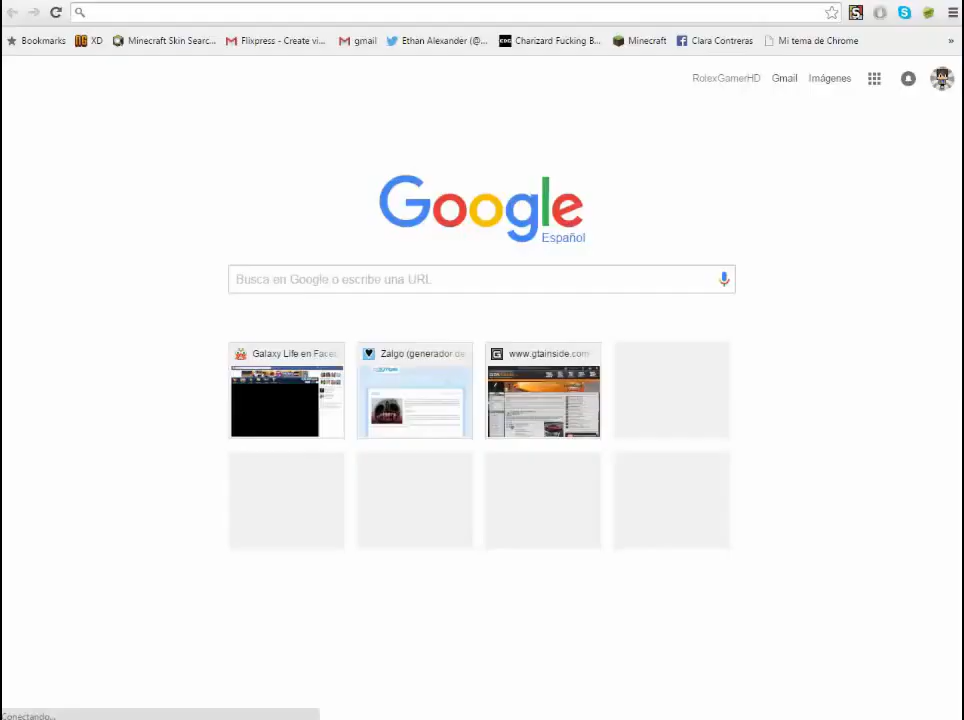 Bookmarks XD Minecraft Skin Searc... Flixpress - Create vi... gmail Ethan Alexander (@... Charizard Fucking B... Minecraft Clara Contreras Mi tema de Chrome »
RotexGamerHD Gmail Imágenes
Google
Español
Busca en Google o escribe una URL
Galaxy Life en Face Zalgo (generador de www.gtainside.com
Conectando...